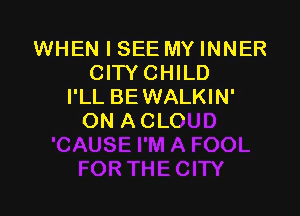 WHEN I SEE MY INNER
CITY CHILD
I'LL BE WALKIN'
ON A CLOUD
'CAUSE I'M A FOOL
FOR THE CITY